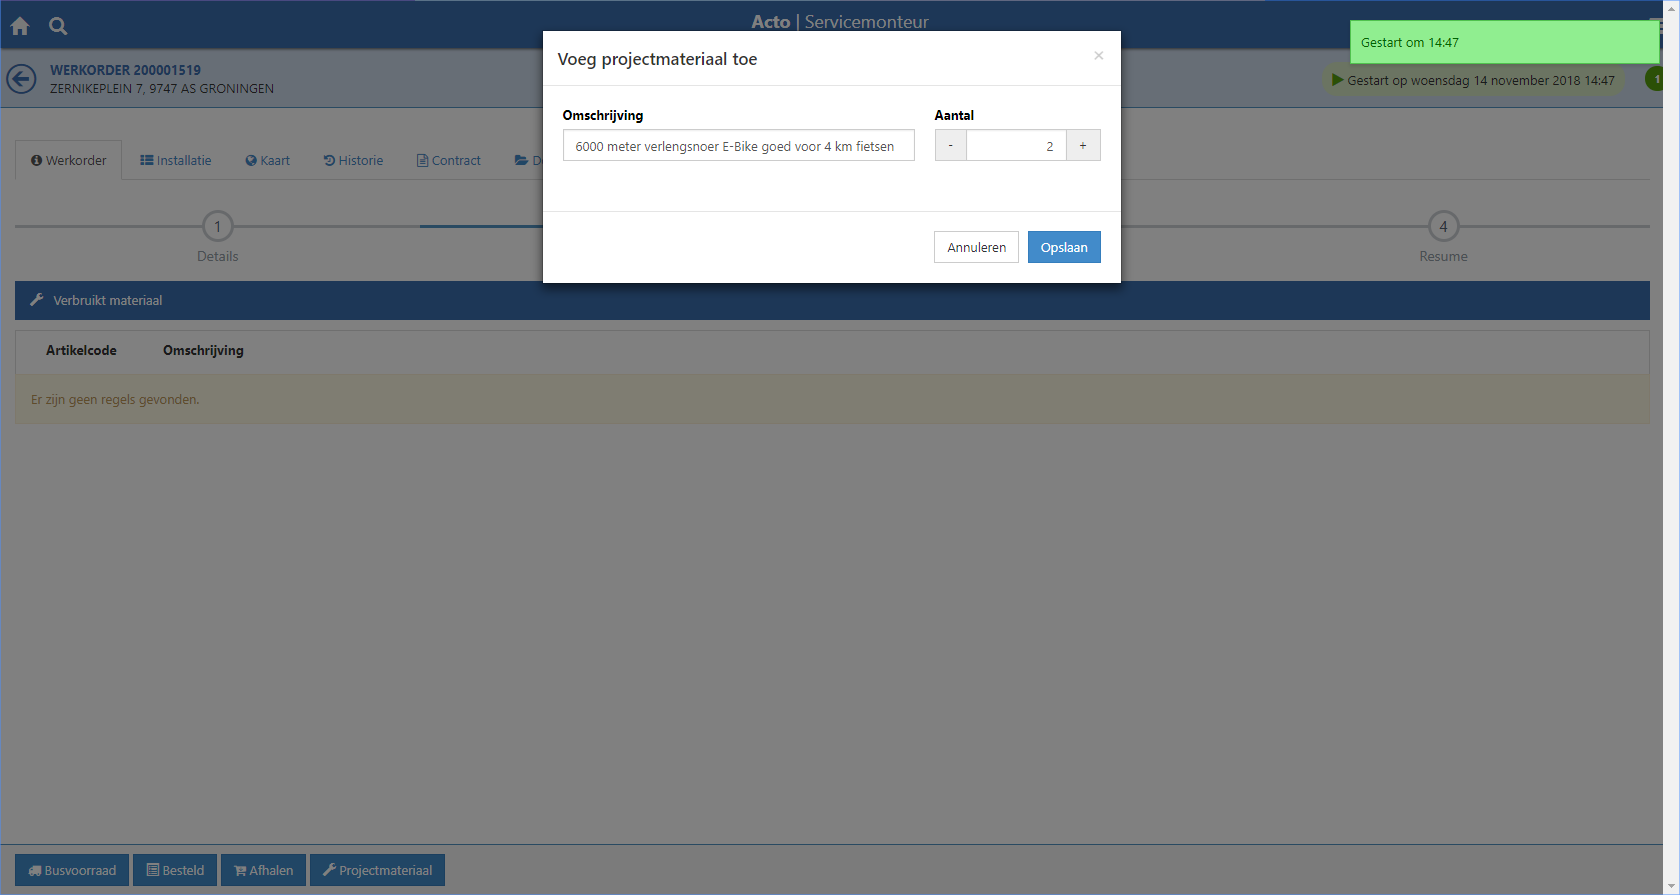 Acto | Servicemonteur
Gestart om 14:47
WERKORDER 200001519
ZERNIKEPLEIN 7, 9747 AS GRONINGEN
Gestart op woensdag 14 november 2018 14:47
1
Voeg projectmateriaal toe
×
Omschrijving
Aantal
6000 meter verlengsnoer E-Bike goed voor 4 km fietsen
- 2 +
Annuleren
Opslaan
Werkorder
Installatie
Kaart
Historie
Contract
1
Details
4
Resume
Verbruikt materiaal
Artikelcode
Omschrijving
Er zijn geen regels gevonden.
Busvoorraad
Besteld
Afhalen
Projectmateriaal